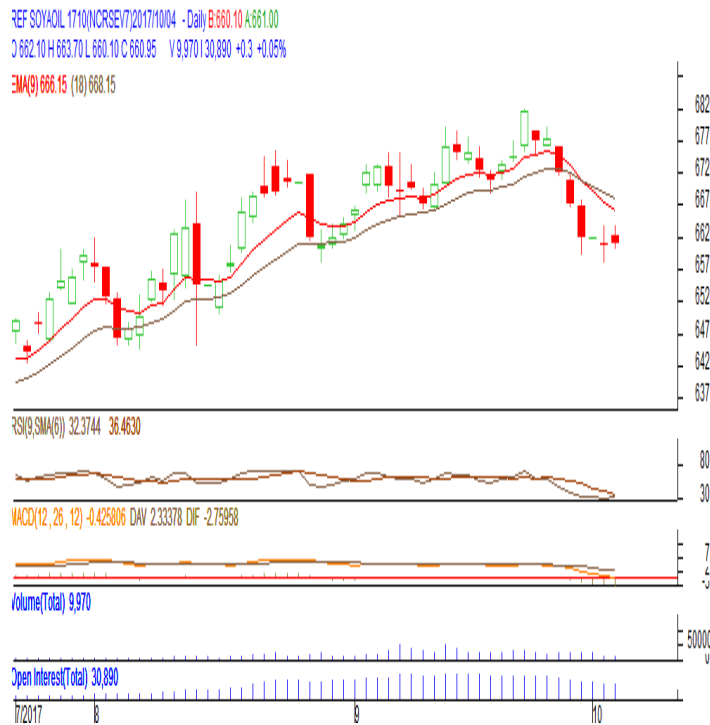 REF SOYAOIL 1710(NCRSEV7)2017/10/04 - Daily B:660.10 A:661.00
O 662.10 H 663.70 L 660.10 C 660.95 V 9,970 I 30,890 +0.3 +0.05%
EMA(9) 666.15 (18) 668.15
682
677
672
667
662
657
652
647
642
637
RSI(9,SMA(6)) 32.3744 36.4630
80
30
MACD(12 , 26 , 12) -0.425806 DAV 2.33378 DIF -2.75958
7
-3
Volume(Total) 9,970
50000
0
Open Interest(Total) 30,890
7/2017 8 9 10